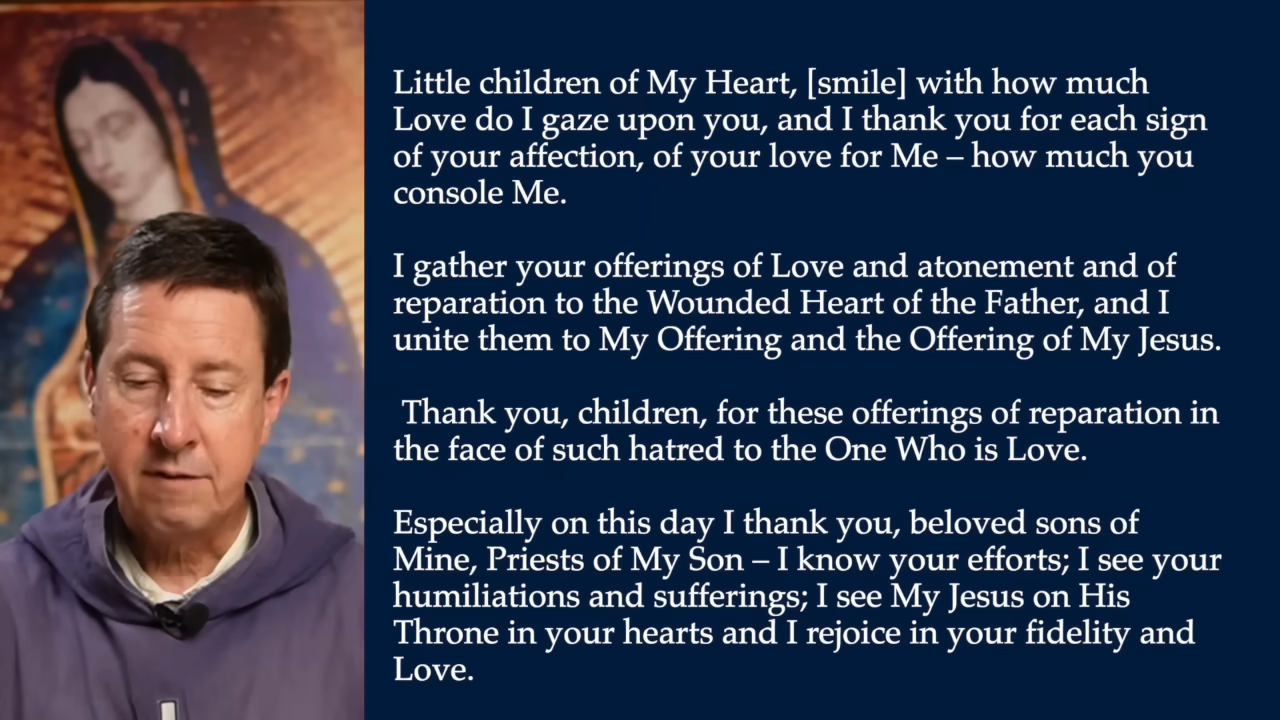 Little children of My Heart, [smile] with how much
Love do I gaze upon you, and I thank you for each sign
of your affection, of your love for Me – how much you
console Me.
I gather your offerings of Love and atonement and of
reparation to the Wounded Heart of the Father, and I
unite them to My Offering and the Offering of My Jesus.
Thank you, children, for these offerings of reparation in
the face of such hatred to the One Who is Love.
Especially on this day I thank you, beloved sons of
Mine, Priests of My Son – I know your efforts; I see your
humiliations and sufferings; I see My Jesus on His
Throne in your hearts and I rejoice in your fidelity and
Love.